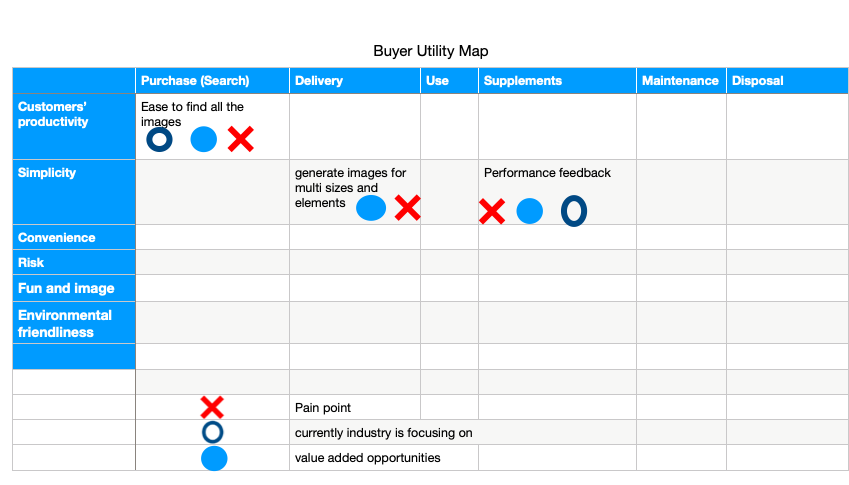 Buyer Utility Map
Purchase (Search) Delivery Use Supplements Maintenance Disposal
Customers'
productivity
Ease to find all the
images
Simplicity
generate images for
multi sizes and
elements
Performance feedback
Convenience
Risk
Fun and image
Environmental
friendliness
Pain point
currently industry is focusing on
value added opportunities